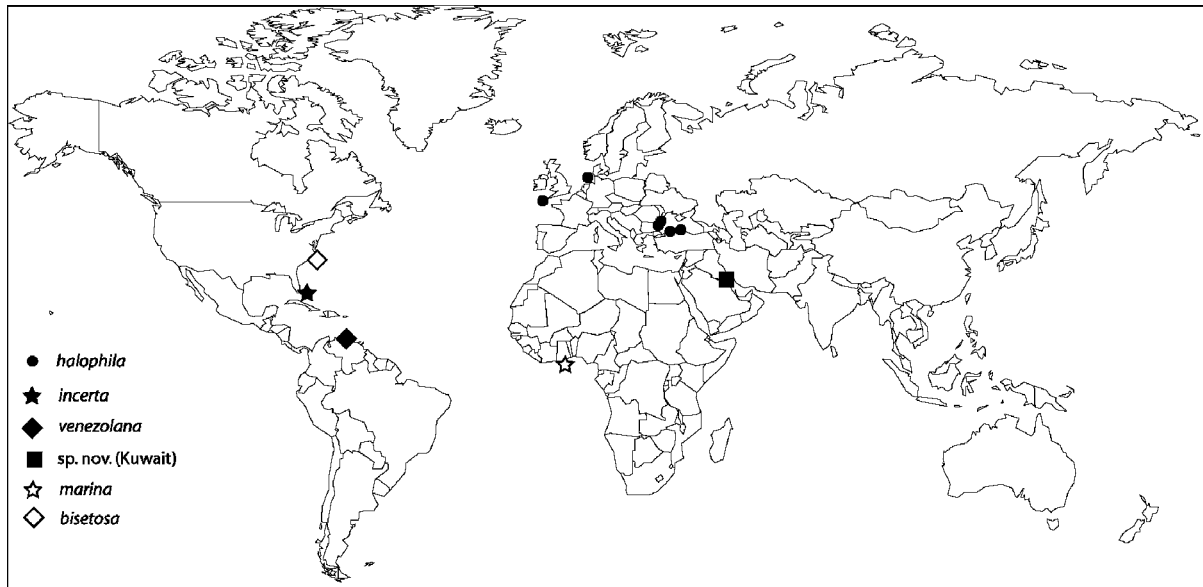 halophila
incerta
venezolana
sp. nov. (Kuwait)
marina
bisetosa